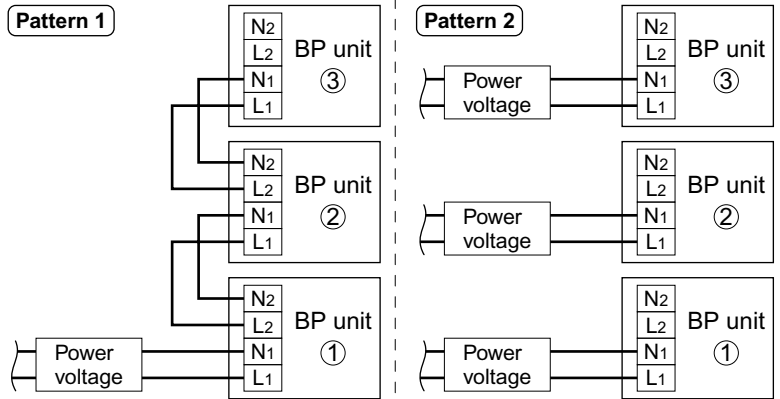 Pattern 1
N2
L2
N1
L1
BP unit
③
N2
L2
N1
L1
BP unit
②
N2
L2
N1
L1
BP unit
①
Power
voltage
Pattern 2
N2
L2
N1
L1
BP unit
③
Power
voltage
N2
L2
N1
L1
BP unit
②
Power
voltage
N2
L2
N1
L1
BP unit
①
Power
voltage